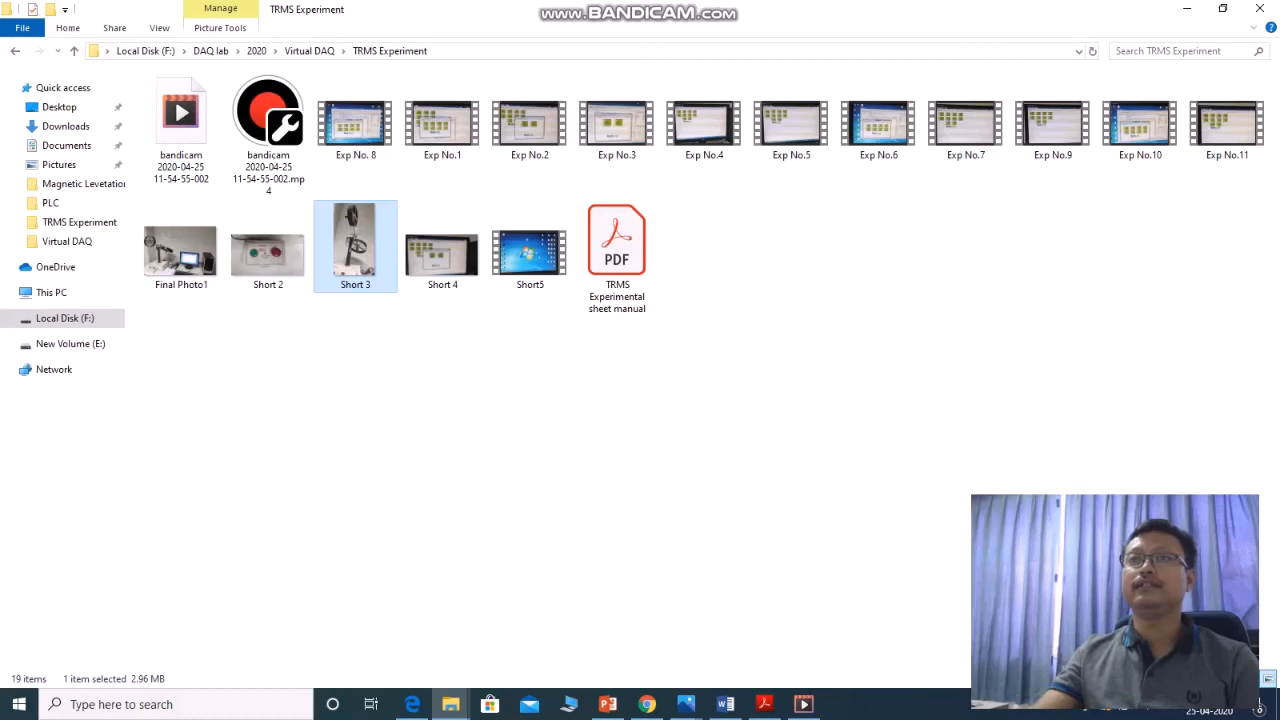 Manage
TRMS Experiment
www.BANDICAM.com
File
Home
Share
View
Picture Tools
Local Disk (F:)
DAQ lab
2020
Virtual DAQ
TRMS Experiment
Search TRMS Experiment
Quick access
Desktop
Downloads
Documents
Pictures
Magnetic Levetation
PLC
TRMS Experiment
Virtual DAQ
OneDrive
This PC
Local Disk (F:)
New Volume (E:)
Network
bandicam
2020-04-25
11-54-55-002
bandicam
2020-04-25
11-54-55-002.mp
4
Exp No. 8
Exp No.1
Exp No.2
Exp No.3
Exp No.4
Exp No.5
Exp No.6
Exp No.7
Exp No.9
Exp No.10
Exp No.11
Final Photo1
Short 2
Short 3
Short 4
Short5
PDF
TRMS
Experimental
sheet manual
19 items
1 item selected 2.96 MB
Type here to search
25-04-2020